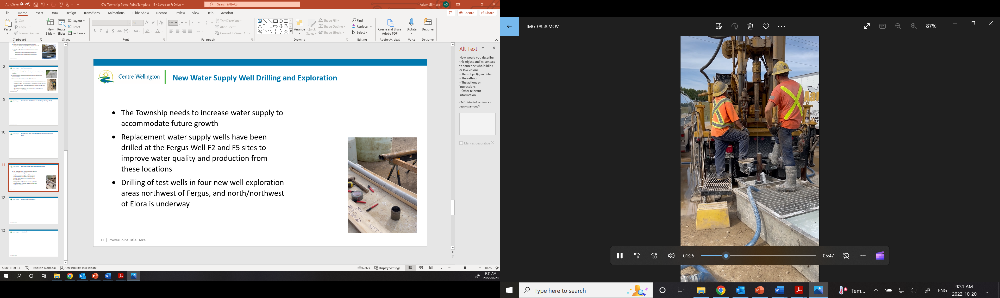 AutoSave Off
CW Township PowerPoint Template - IS • Saved to F: Drive
Search (Alt+Q)
Adam Gilmore AG
File Home Insert Draw Design Transitions Animations Slide Show Record Review View Help Acrobat
Record Share
Paste
Cut
Copy
Format Painter
Clipboard
New Slide
Reuse Slides
Layout
Reset
Section
Slides
24
Font
Paragraph
Text Direction
Align Text
Convert to SmartArt
Arrange
Quick Styles
Shape Fill
Shape Outline
Shape Effects
Drawing
Find
Replace
Select
Editing
Create and Share Adobe PDF
Adobe Acrobat
Dictate
Voice
Designer
Designer
8
9
10
11
12
13
Centre Wellington
New Water Supply Well Drilling and Exploration
• The Township needs to increase water supply to
accommodate future growth
• Replacement water supply wells have been
drilled at the Fergus Well F2 and F5 sites to
improve water quality and production from
these locations
• Drilling of test wells in four new well exploration
areas northwest of Fergus, and north/northwest
of Elora is underway
MW3
SEPT
11 | PowerPoint Title Here
Alt Text
How would you describe
this object and its context
to someone who is blind
or low vision?
- The subject(s) in detail
- The setting
- The actions or
interactions
- Other relevant
information
(1-2 detailed sentences
recommended)
Mark as decorative
Slide 11 of 13
English (Canada)
Accessibility: Investigate
Notes
Display Settings
100%
9:31 AM
2022-10-20
IMG_0858.MOV
87%
10
30
01:25
05:47
Type here to search
Tem...
ENG
9:31 AM
2022-10-20